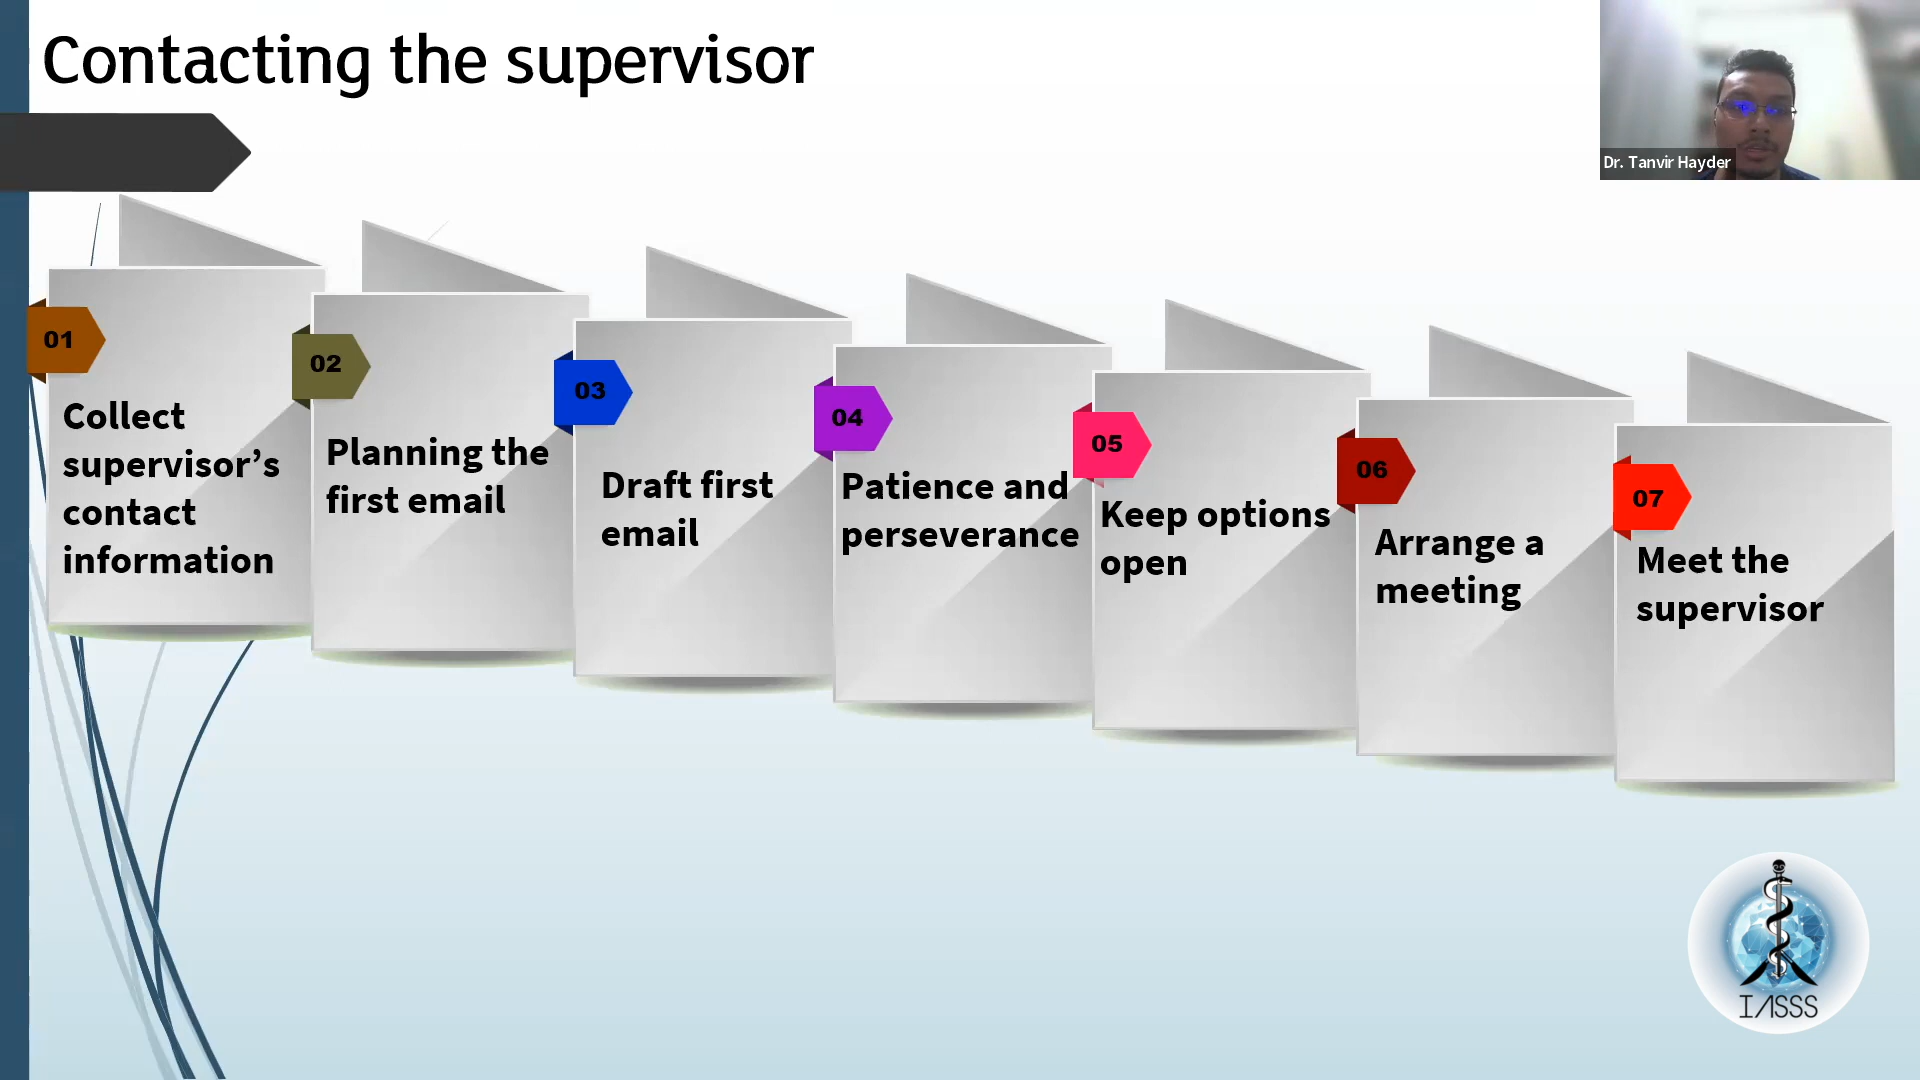 Contacting the supervisor
Dr. Tanvir Hayder
01
Collect
supervisor’s
contact
information
02
Planning the
first email
03
Draft first
email
04
Patience and
perseverance
05
Keep options
open
06
Arrange a
meeting
07
Meet the
supervisor
IASSS